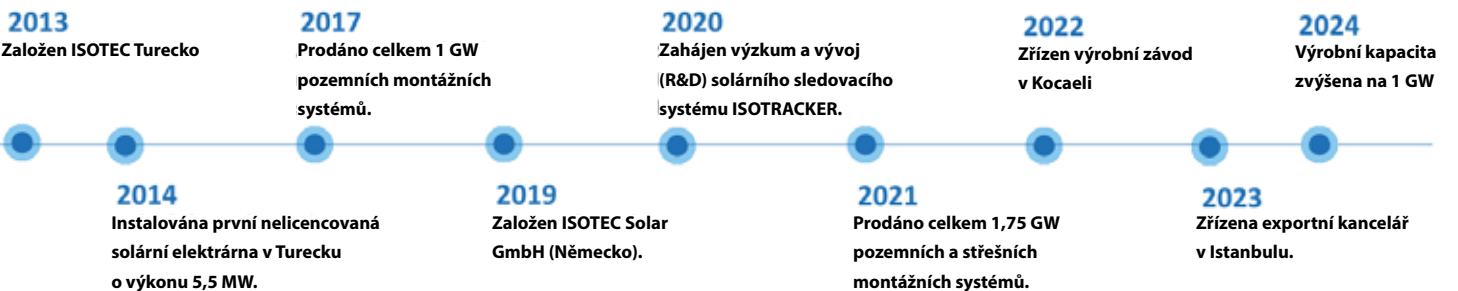 2013
Založen ISOTEC Turecko
2014
Instalována první nelicencovaná
solární elektrárna v Turecku
o výkonu 5,5 MW.
2017
Prodáno celkem 1 GW
pozemních montážních
systémů.
2019
Založen ISOTEC Solar
GmbH (Německo).
2020
Zahájen výzkum a vývoj
(R&D) solárního sledovacího
systému ISOTRACKER.
2021
Prodáno celkem 1,75 GW
pozemních a střešních
montážních systémů.
2022
Zřízen výrobní závod
v Kocaeli
2023
Zřízena exportní kancelář
v Istanbulu.
2024
Výrobní kapacita
zvýšena na 1 GW